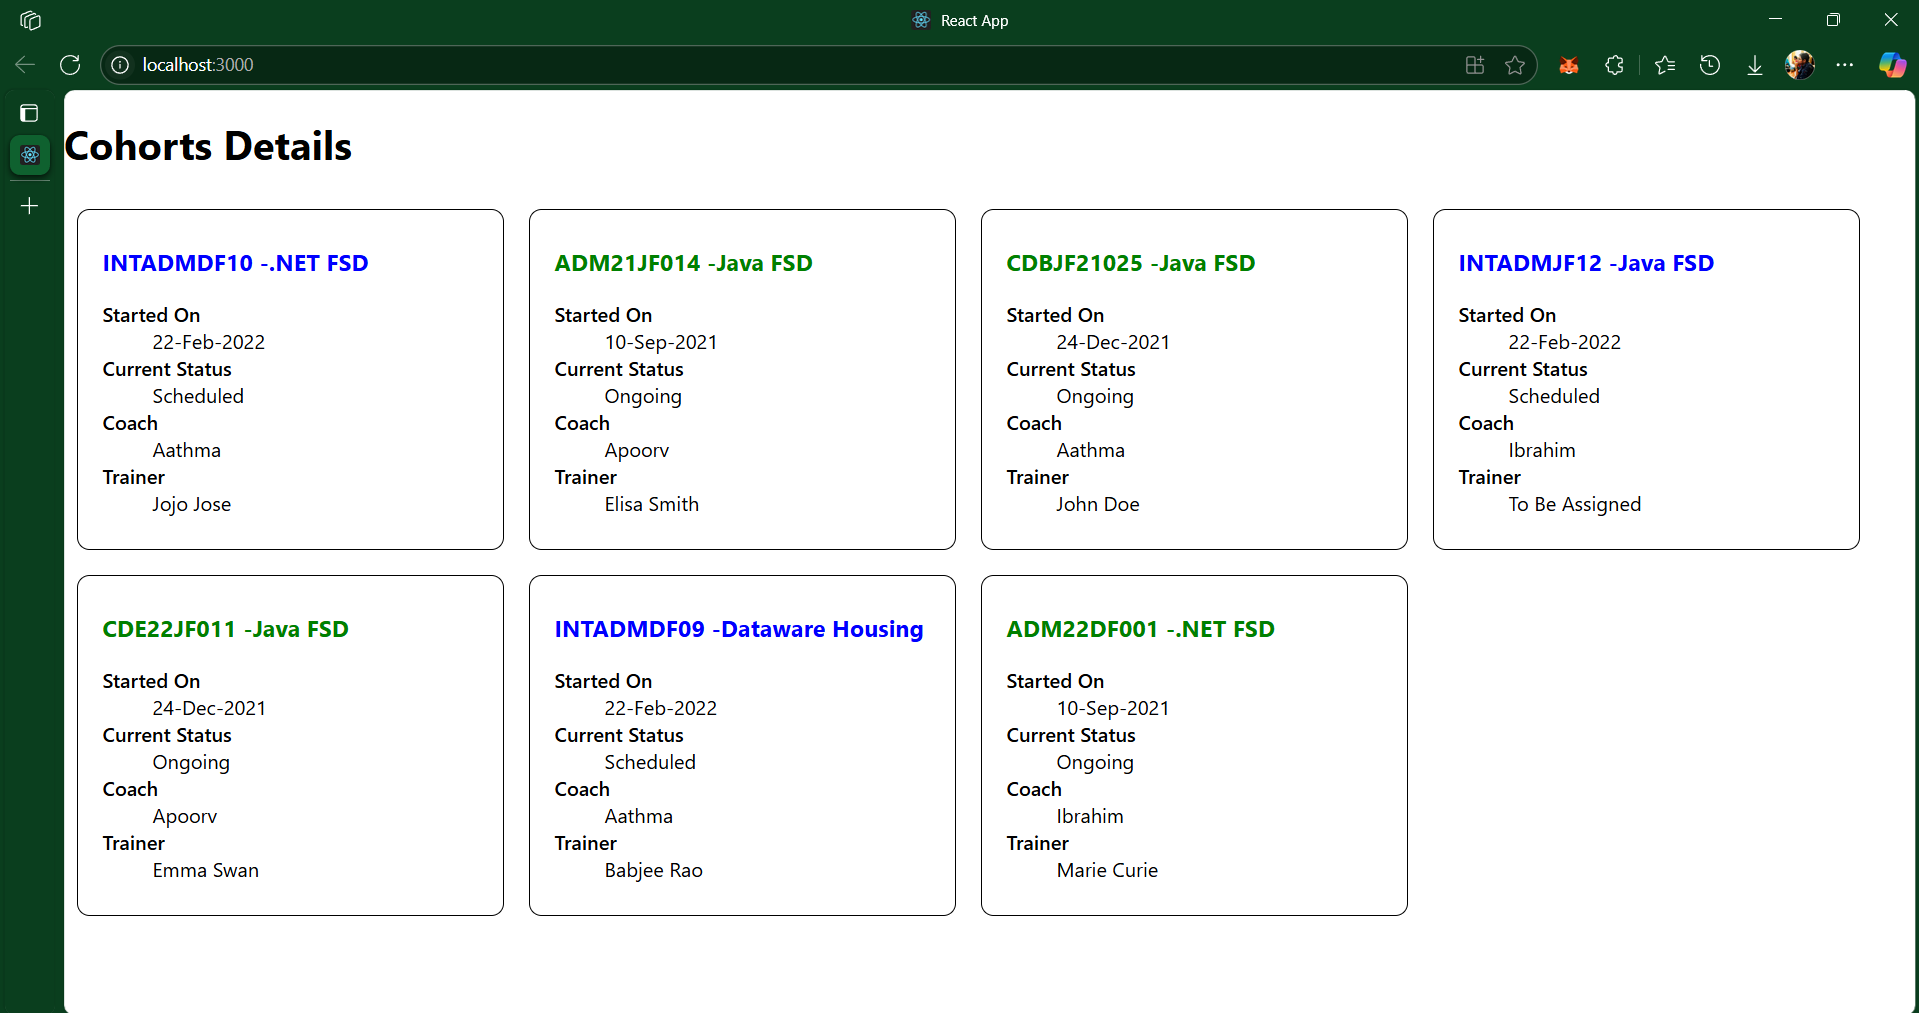 React App
localhost:3000
Cohorts Details
INTADMDF10 -.NET FSD
Started On
22-Feb-2022
Current Status
Scheduled
Coach
Aathma
Trainer
Jojo Jose
ADM21JF014 -Java FSD
Started On
10-Sep-2021
Current Status
Ongoing
Coach
Apoorv
Trainer
Elisa Smith
CDBJF21025 -Java FSD
Started On
24-Dec-2021
Current Status
Ongoing
Coach
Aathma
Trainer
John Doe
INTADMJF12 -Java FSD
Started On
22-Feb-2022
Current Status
Scheduled
Coach
Ibrahim
Trainer
To Be Assigned
CDE22JF011 -Java FSD
Started On
24-Dec-2021
Current Status
Ongoing
Coach
Apoorv
Trainer
Emma Swan
INTADMDF09 -Dataware Housing
Started On
22-Feb-2022
Current Status
Scheduled
Coach
Aathma
Trainer
Babjee Rao
ADM22DF001 -.NET FSD
Started On
10-Sep-2021
Current Status
Ongoing
Coach
Ibrahim
Trainer
Marie Curie